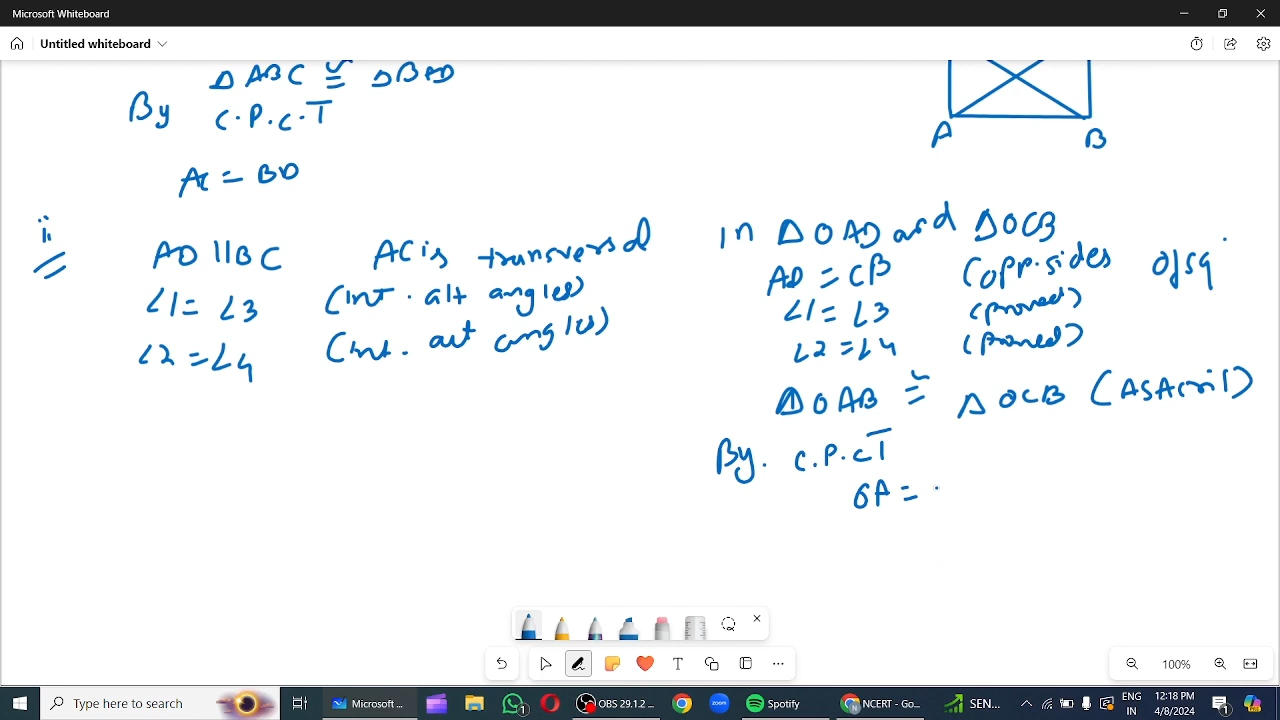 Microsoft Whiteboard
Untitled whiteboard
Δ ABC ≅ Δ BAD
By C.P.C.T
AC = BD
A B
ii
AD || BC AC is transversal
∠1 = ∠3 (int. alt angles)
∠2 = ∠4 (int. alt angles)
In Δ OAD and Δ OCB
AD = CB (opp. sides of sq
∠1 = ∠3 (proved)
∠2 = ∠4 (proved)
Δ OAB ≅ Δ OCB (ASA cri)
By. C.P.CT
OA =
100%
Type here to search
Microsoft ...
OBS 29.1.2 ...
Spotify
NCERT - Go...
SEN...
ENG
IN
12:18 PM
4/8/2024